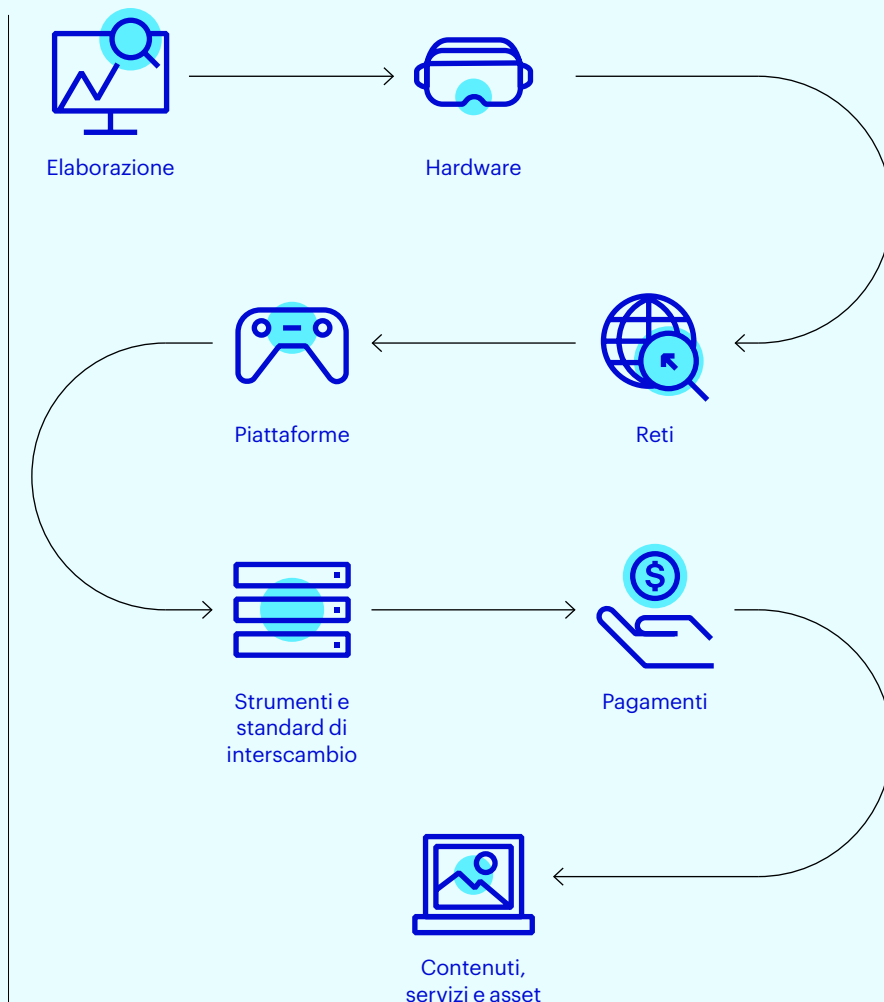 Elaborazione
Hardware
Piattaforme
Reti
Strumenti e
standard di
interscambio
Pagamenti
Contenuti,
servizi e asset